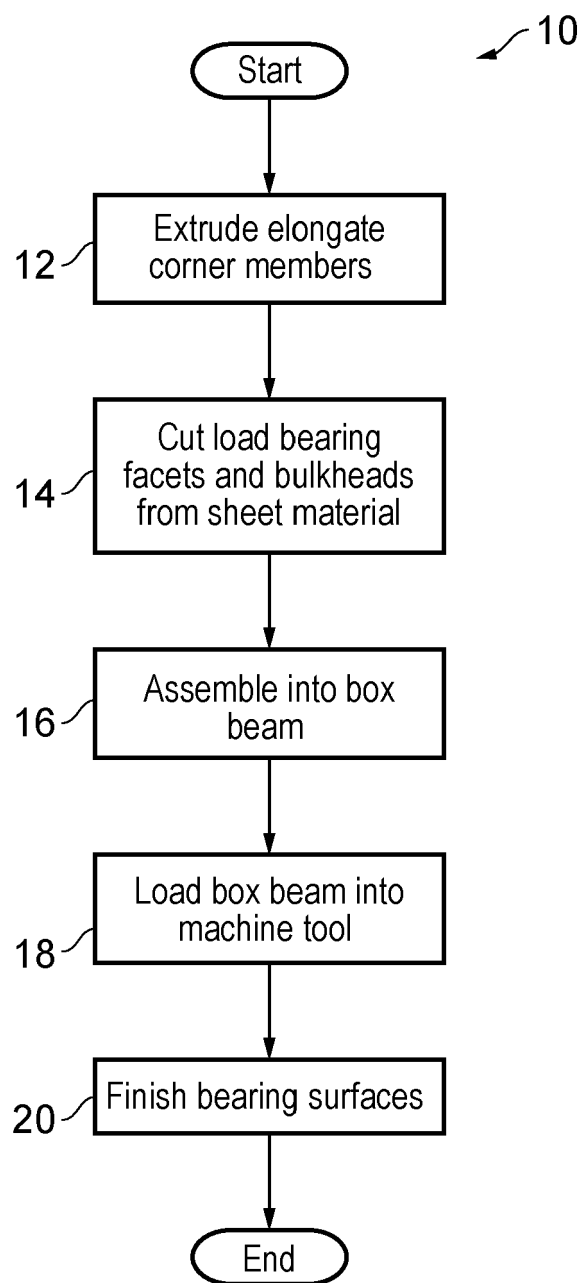 10
Start
12
Extrude elongate
corner members
14
Cut load bearing
facets and bulkheads
from sheet material
16
Assemble into box
beam
18
Load box beam into
machine tool
20
Finish bearing surfaces
End